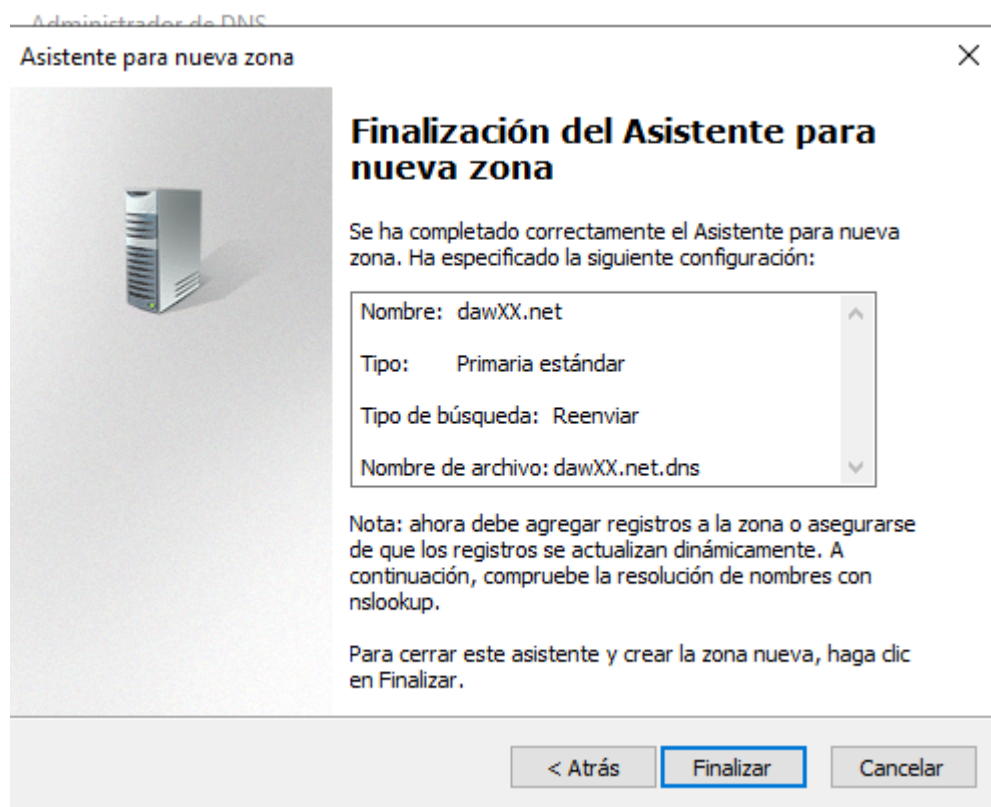 Administrador de DNS
Asistente para nueva zona
Finalización del Asistente para
nueva zona
Se ha completado correctamente el Asistente para nueva
zona. Ha especificado la siguiente configuración:
Nombre: dawXX.net
Tipo: Primaria estándar
Tipo de búsqueda: Reenviar
Nombre de archivo: dawXX.net.dns
Nota: ahora debe agregar registros a la zona o asegurarse
de que los registros se actualizan dinámicamente. A
continuación, compruebe la resolución de nombres con
nslookup.
Para cerrar este asistente y crear la zona nueva, haga clic
en Finalizar.
< Atrás
Finalizar
Cancelar